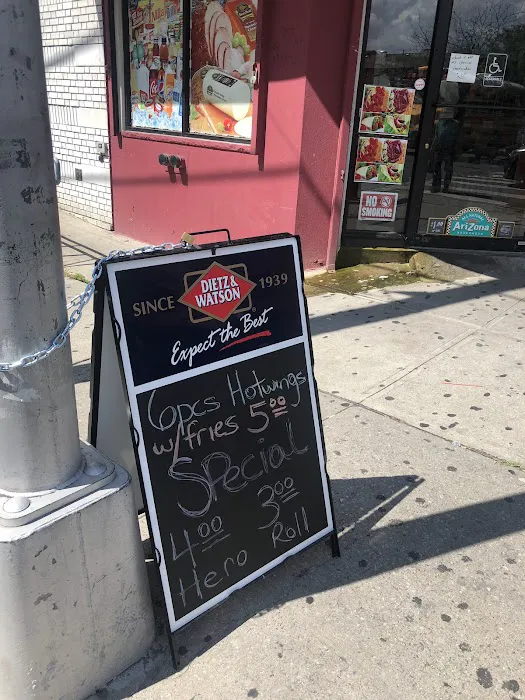 SINCE DIETZ & WATSON 1939
Expect the Best
6pcs Hotwings
w/fries 5.00
Special
4.00 3.00
Hero Roll
NO
SMOKING
AriZona